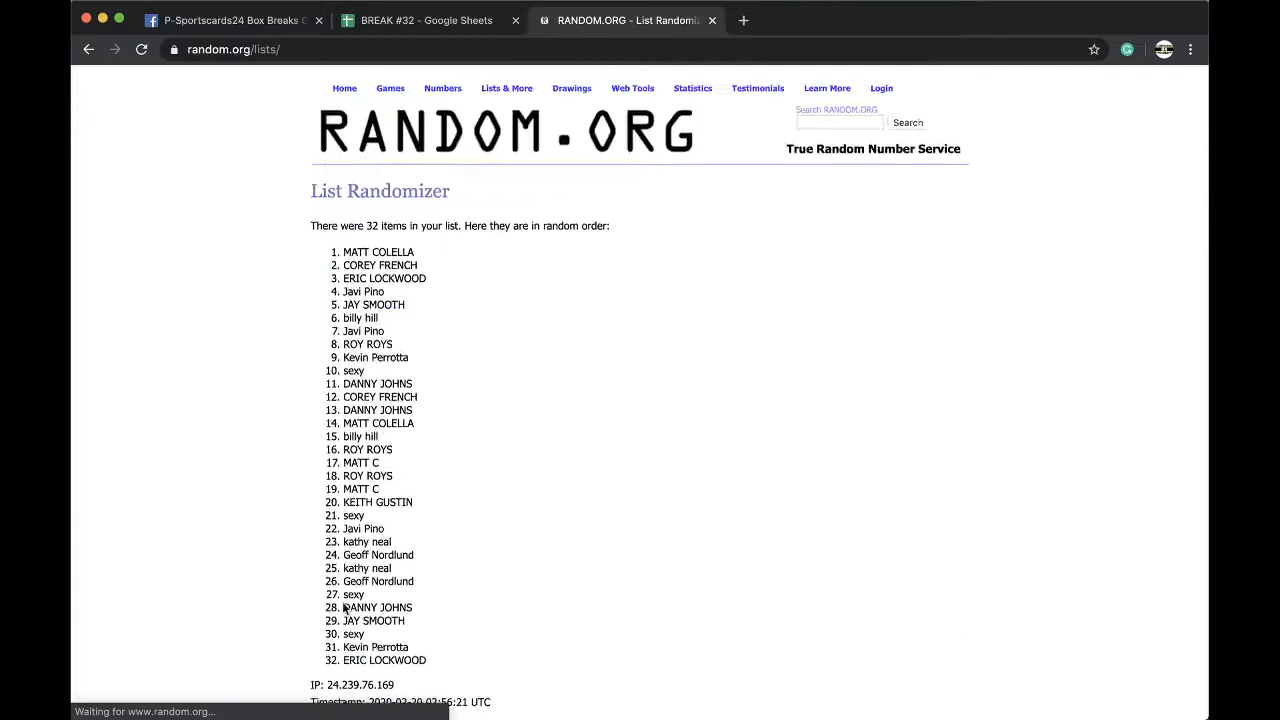 P-Sportscards24 Box Breaks G
BREAK #32 - Google Sheets
RANDOM.ORG - List Randomiz
random.org/lists/
Home Games Numbers Lists & More Drawings Web Tools Statistics Testimonials Learn More Login
RANDOM.ORG
Search RANDOM.ORG
Search
True Random Number Service
List Randomizer
There were 32 items in your list. Here they are in random order:
1. MATT COLELLA
2. COREY FRENCH
3. ERIC LOCKWOOD
4. Javi Pino
5. JAY SMOOTH
6. billy hill
7. Javi Pino
8. ROY ROYS
9. Kevin Perrotta
10. sexy
11. DANNY JOHNS
12. COREY FRENCH
13. DANNY JOHNS
14. MATT COLELLA
15. billy hill
16. ROY ROYS
17. MATT C
18. ROY ROYS
19. MATT C
20. KEITH GUSTIN
21. sexy
22. Javi Pino
23. kathy neal
24. Geoff Nordlund
25. kathy neal
26. Geoff Nordlund
27. sexy
28. DANNY JOHNS
29. JAY SMOOTH
30. sexy
31. Kevin Perrotta
32. ERIC LOCKWOOD
IP: 24.239.76.169
Timestamp: 2020-02-20 02:56:21 UTC
Waiting for www.random.org...